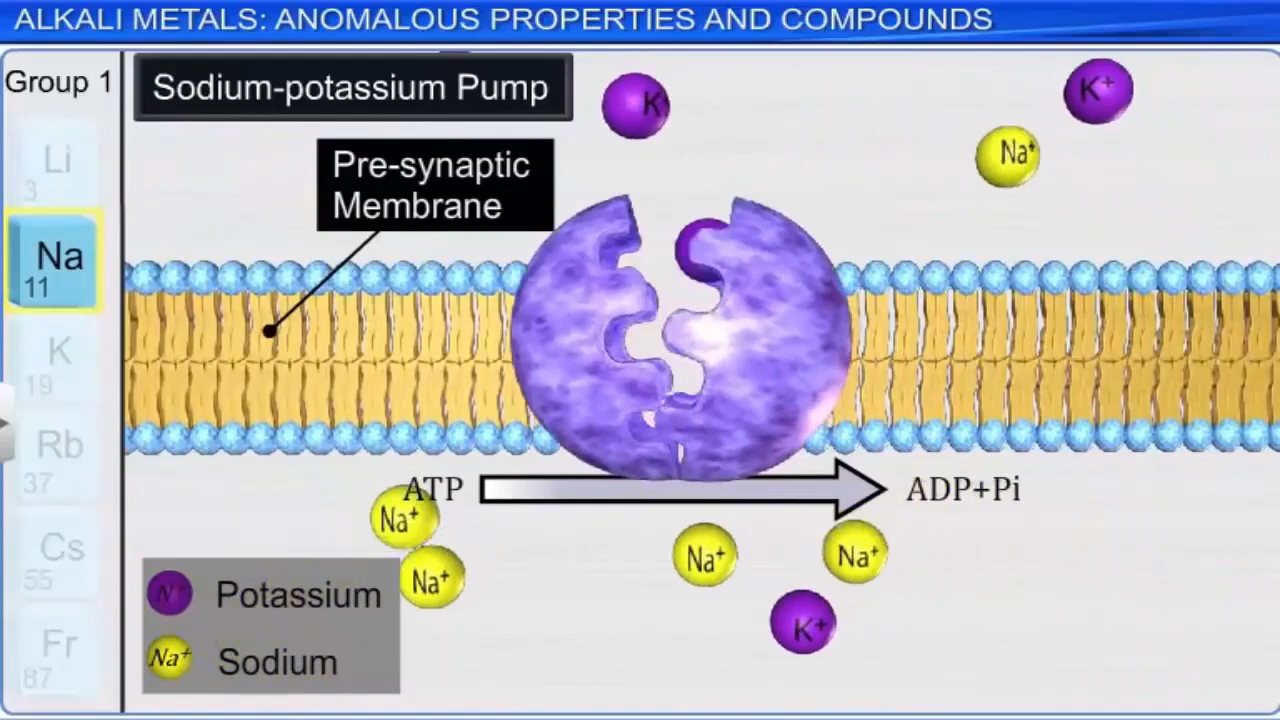 ALKALI METALS: ANOMALOUS PROPERTIES AND COMPOUNDS
Group 1
Li
3
Na
11
K
19
Rb
37
Cs
55
Fr
87
Sodium-potassium Pump
Pre-synaptic
Membrane
K
K+
Na+
ATP
ADP+Pi
Na+
Na+
Na+
Na+
K+
Potassium
Na+
Sodium